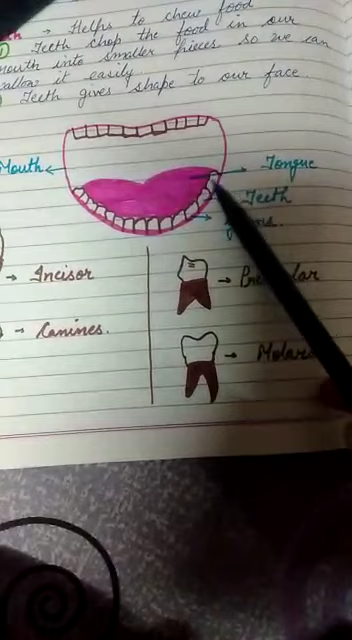 → Helps to chew food
① Teeth chop the food in our
mouth into smaller pieces so we can
swallow it easily.
Teeth gives shape to our face.
Mouth ←
→ Tongue
→ Teeth
→ Incisor
→ Canines.
→ Molars